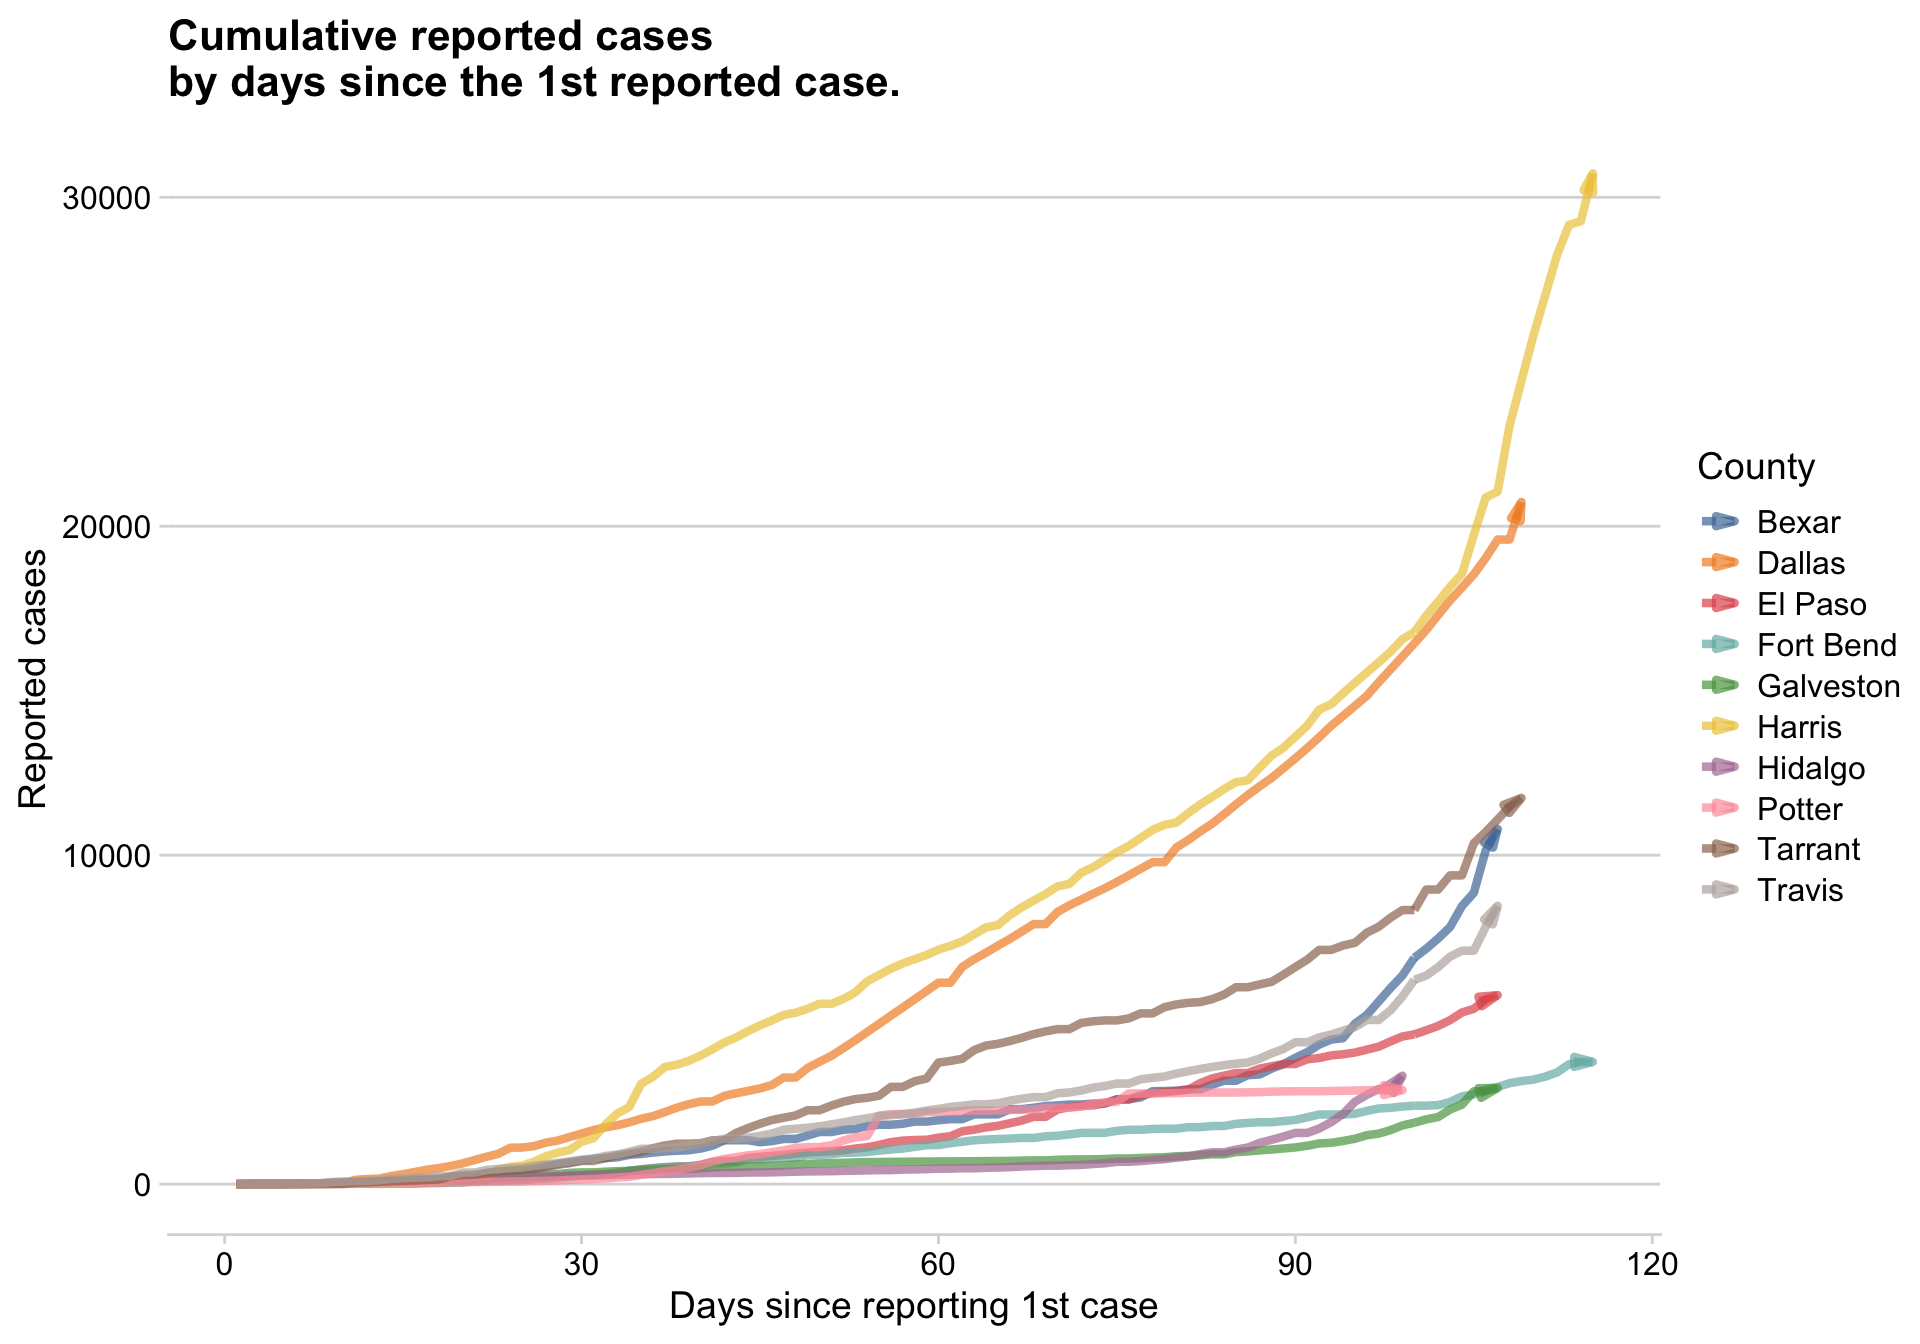 Cumulative reported cases
by days since the 1st reported case.
30000
20000
10000
0
Reported cases
0 30 60 90 120
Days since reporting 1st case
County
Bexar
Dallas
El Paso
Fort Bend
Galveston
Harris
Hidalgo
Potter
Tarrant
Travis